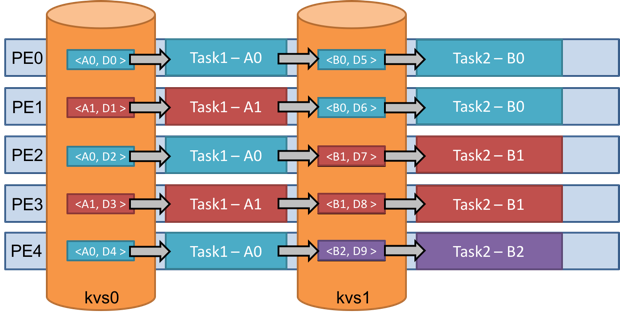 PE0 <A0, D0 > Task1 – A0 <B0, D5 > Task2 – B0
PE1 <A1, D1 > Task1 – A1 <B0, D6 > Task2 – B0
PE2 <A0, D2 > Task1 – A0 <B1, D7 > Task2 – B1
PE3 <A1, D3 > Task1 – A1 <B1, D8 > Task2 – B1
PE4 <A0, D4 > Task1 – A0 <B2, D9 > Task2 – B2
kvs0 kvs1